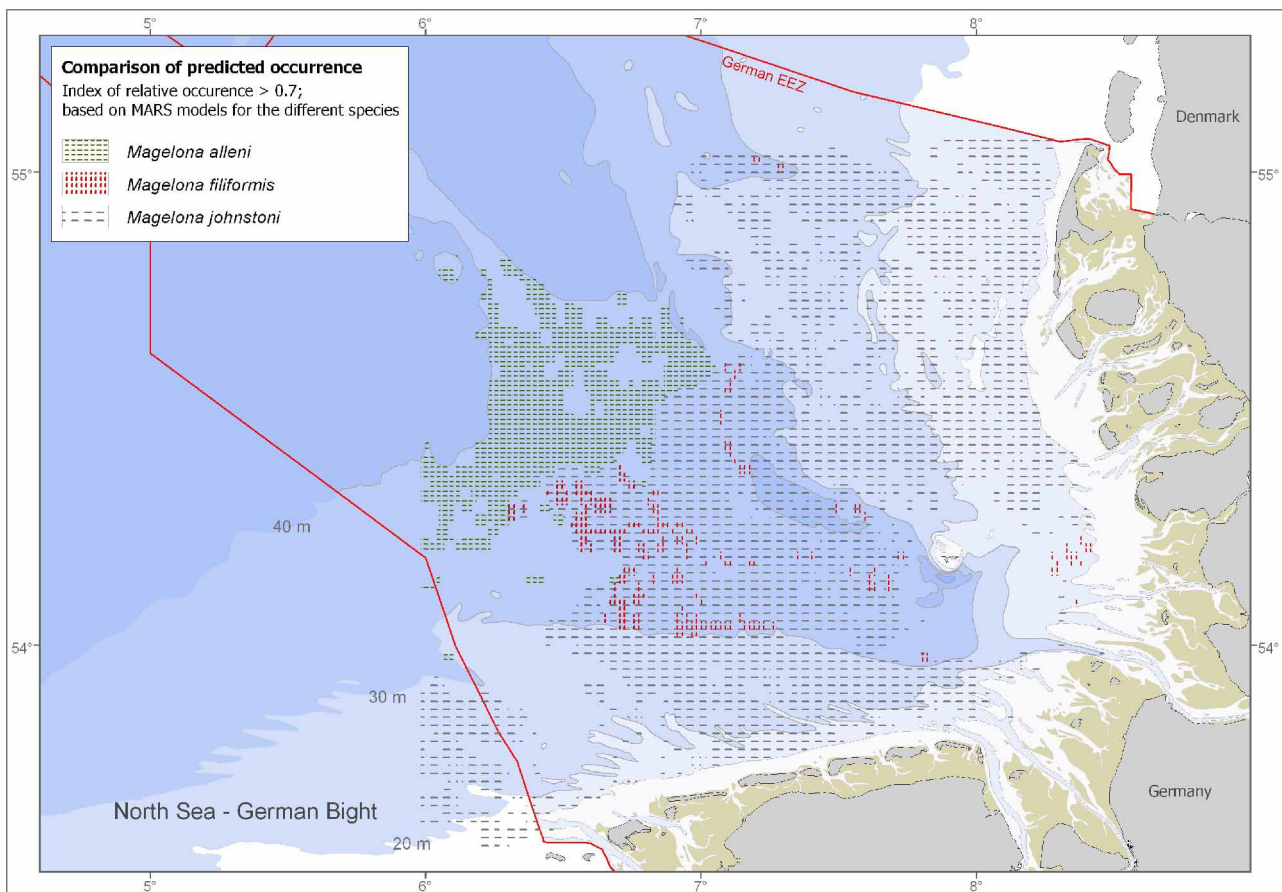 5°
6°
7°
8°
Comparison of predicted occurrence
Index of relative occurence > 0.7;
based on MARS models for the different species
Magelona alleni
Magelona filiformis
Magelona johnstoni
German EEZ
Denmark
55°
55°
40 m
54°
54°
30 m
North Sea - German Bight
Germany
20 m
5°
6°
7°
8°